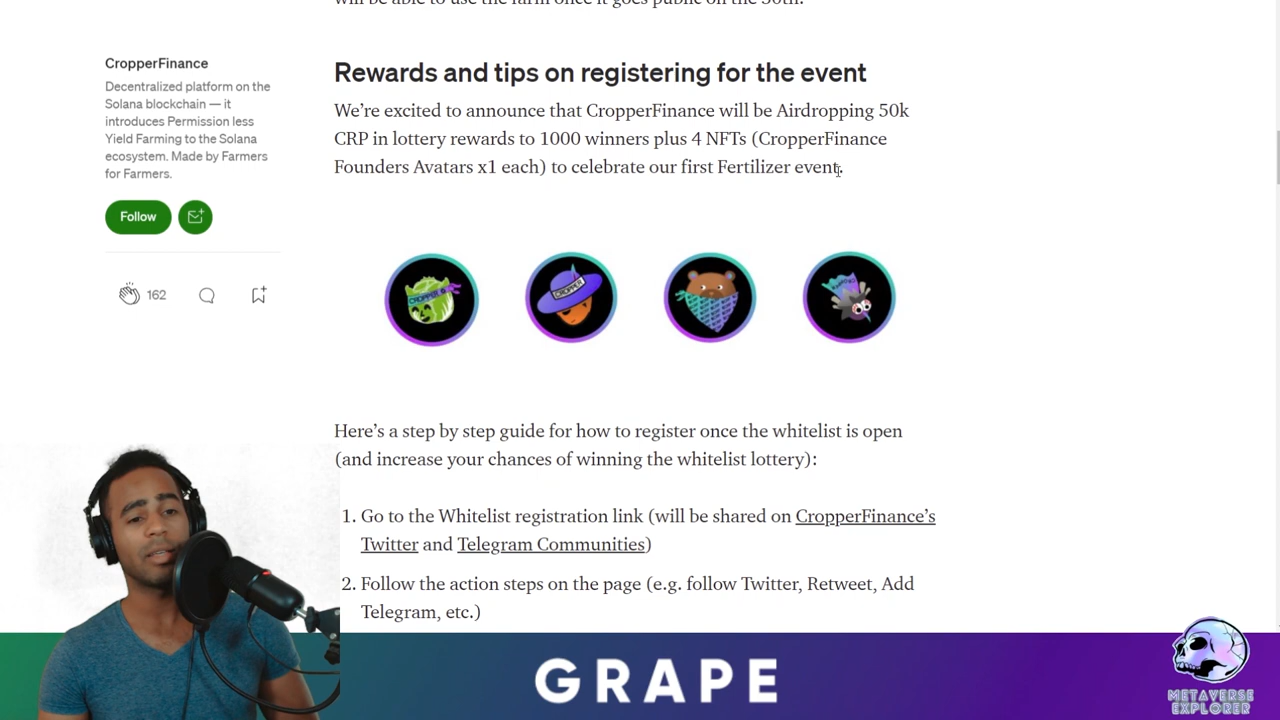 will be able to use the farm once it goes public on the 30th.
CropperFinance
Decentralized platform on the
Solana blockchain — it
introduces Permission less
Yield Farming to the Solana
ecosystem. Made by Farmers
for Farmers.
Follow
162
Rewards and tips on registering for the event
We’re excited to announce that CropperFinance will be Airdropping 50k
CRP in lottery rewards to 1000 winners plus 4 NFTs (CropperFinance
Founders Avatars x1 each) to celebrate our first Fertilizer event.
CROPPER
Here’s a step by step guide for how to register once the whitelist is open
(and increase your chances of winning the whitelist lottery):
1. Go to the Whitelist registration link (will be shared on CropperFinance’s
Twitter and Telegram Communities)
2. Follow the action steps on the page (e.g. follow Twitter, Retweet, Add
Telegram, etc.)
GRAPE
METAVERSE
EXPLORER